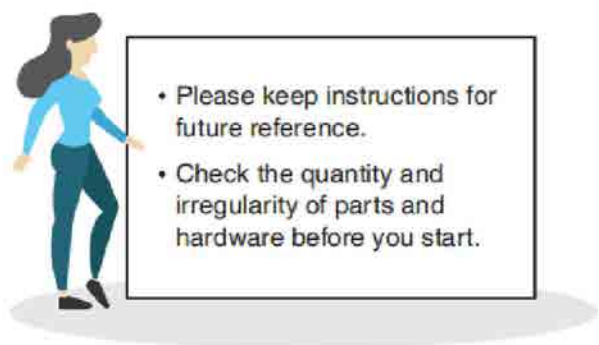 • Please keep instructions for
future reference.
• Check the quantity and
irregularity of parts and
hardware before you start.